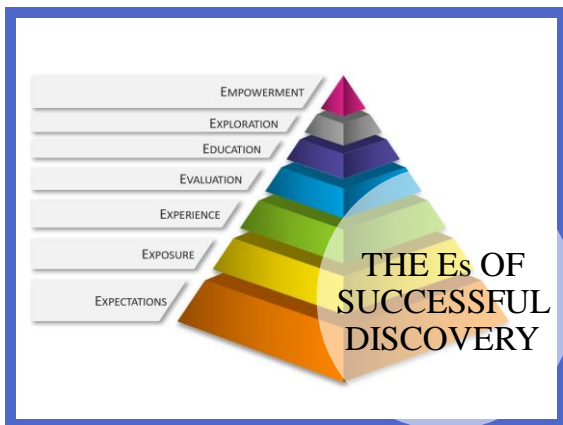 EMPOWERMENT
EXPLORATION
EDUCATION
EVALUATION
EXPERIENCE
EXPOSURE
EXPECTATIONS
THE Es OF
SUCCESSFUL
DISCOVERY